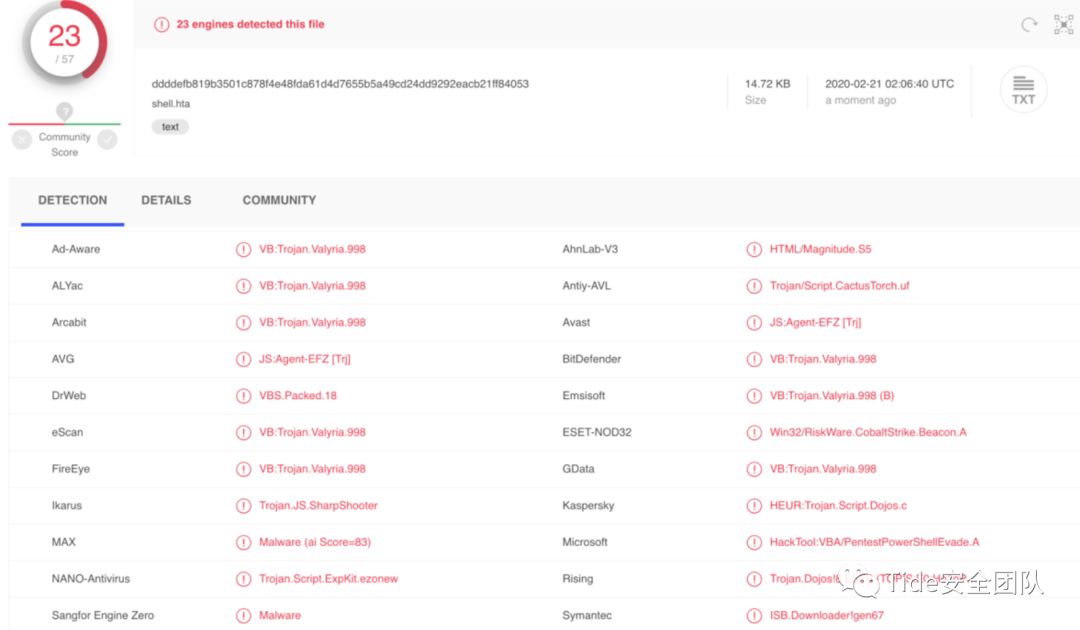 23
/ 57
23 engines detected this file
ddddefb819b3501c878f4e48fda61d4d7655b5a49cd24dd9292eacb21ff84053
shell.hta
text
14.72 KB
Size
2020-02-21 02:06:40 UTC
a moment ago
TXT
?
Community
Score
DETECTION DETAILS COMMUNITY
Ad-Aware VB:Trojan.Valyria.998 AhnLab-V3 HTML/Magnitude.S5
ALYac VB:Trojan.Valyria.998 Antiy-AVL Trojan/Script.CactusTorch.uf
Arcabit VB:Trojan.Valyria.998 Avast JS:Agent-EFZ [Trj]
AVG JS:Agent-EFZ [Trj] BitDefender VB:Trojan.Valyria.998
DrWeb VBS.Packed.18 Emsisoft VB:Trojan.Valyria.998 (B)
eScan VB:Trojan.Valyria.998 ESET-NOD32 Win32/RiskWare.CobaltStrike.Beacon.A
FireEye VB:Trojan.Valyria.998 GData VB:Trojan.Valyria.998
Ikarus Trojan.JS.SharpShooter Kaspersky HEUR:Trojan.Script.Dojos.c
MAX Malware (ai Score=83) Microsoft HackTool:VBA/PentestPowerShellEvade.A
NANO-Antivirus Trojan.Script.ExpKit.ezonew Rising
Tide安全团队
Sangfor Engine Zero Malware Symantec ISB.Downloader!gen67